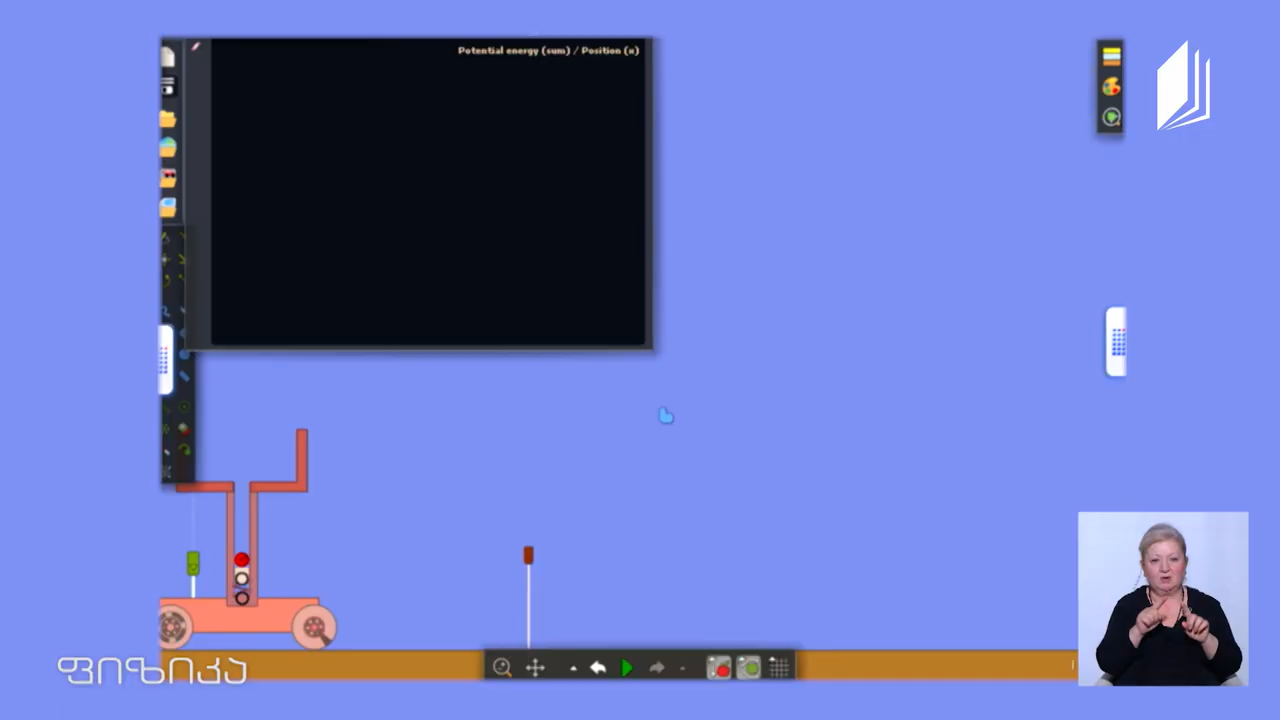 Potential energy (sum) / Position (x)
ფიზიკა